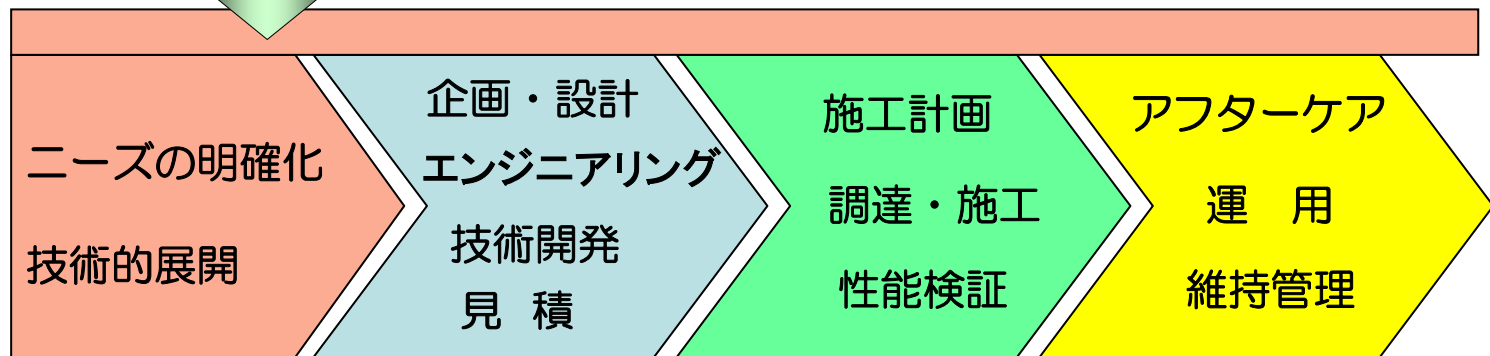 ニーズの明確化
技術的展開
企画・設計
エンジニアリング
技術開発
見 積
施工計画
調達・施工
性能検証
アフターケア
運 用
維持管理